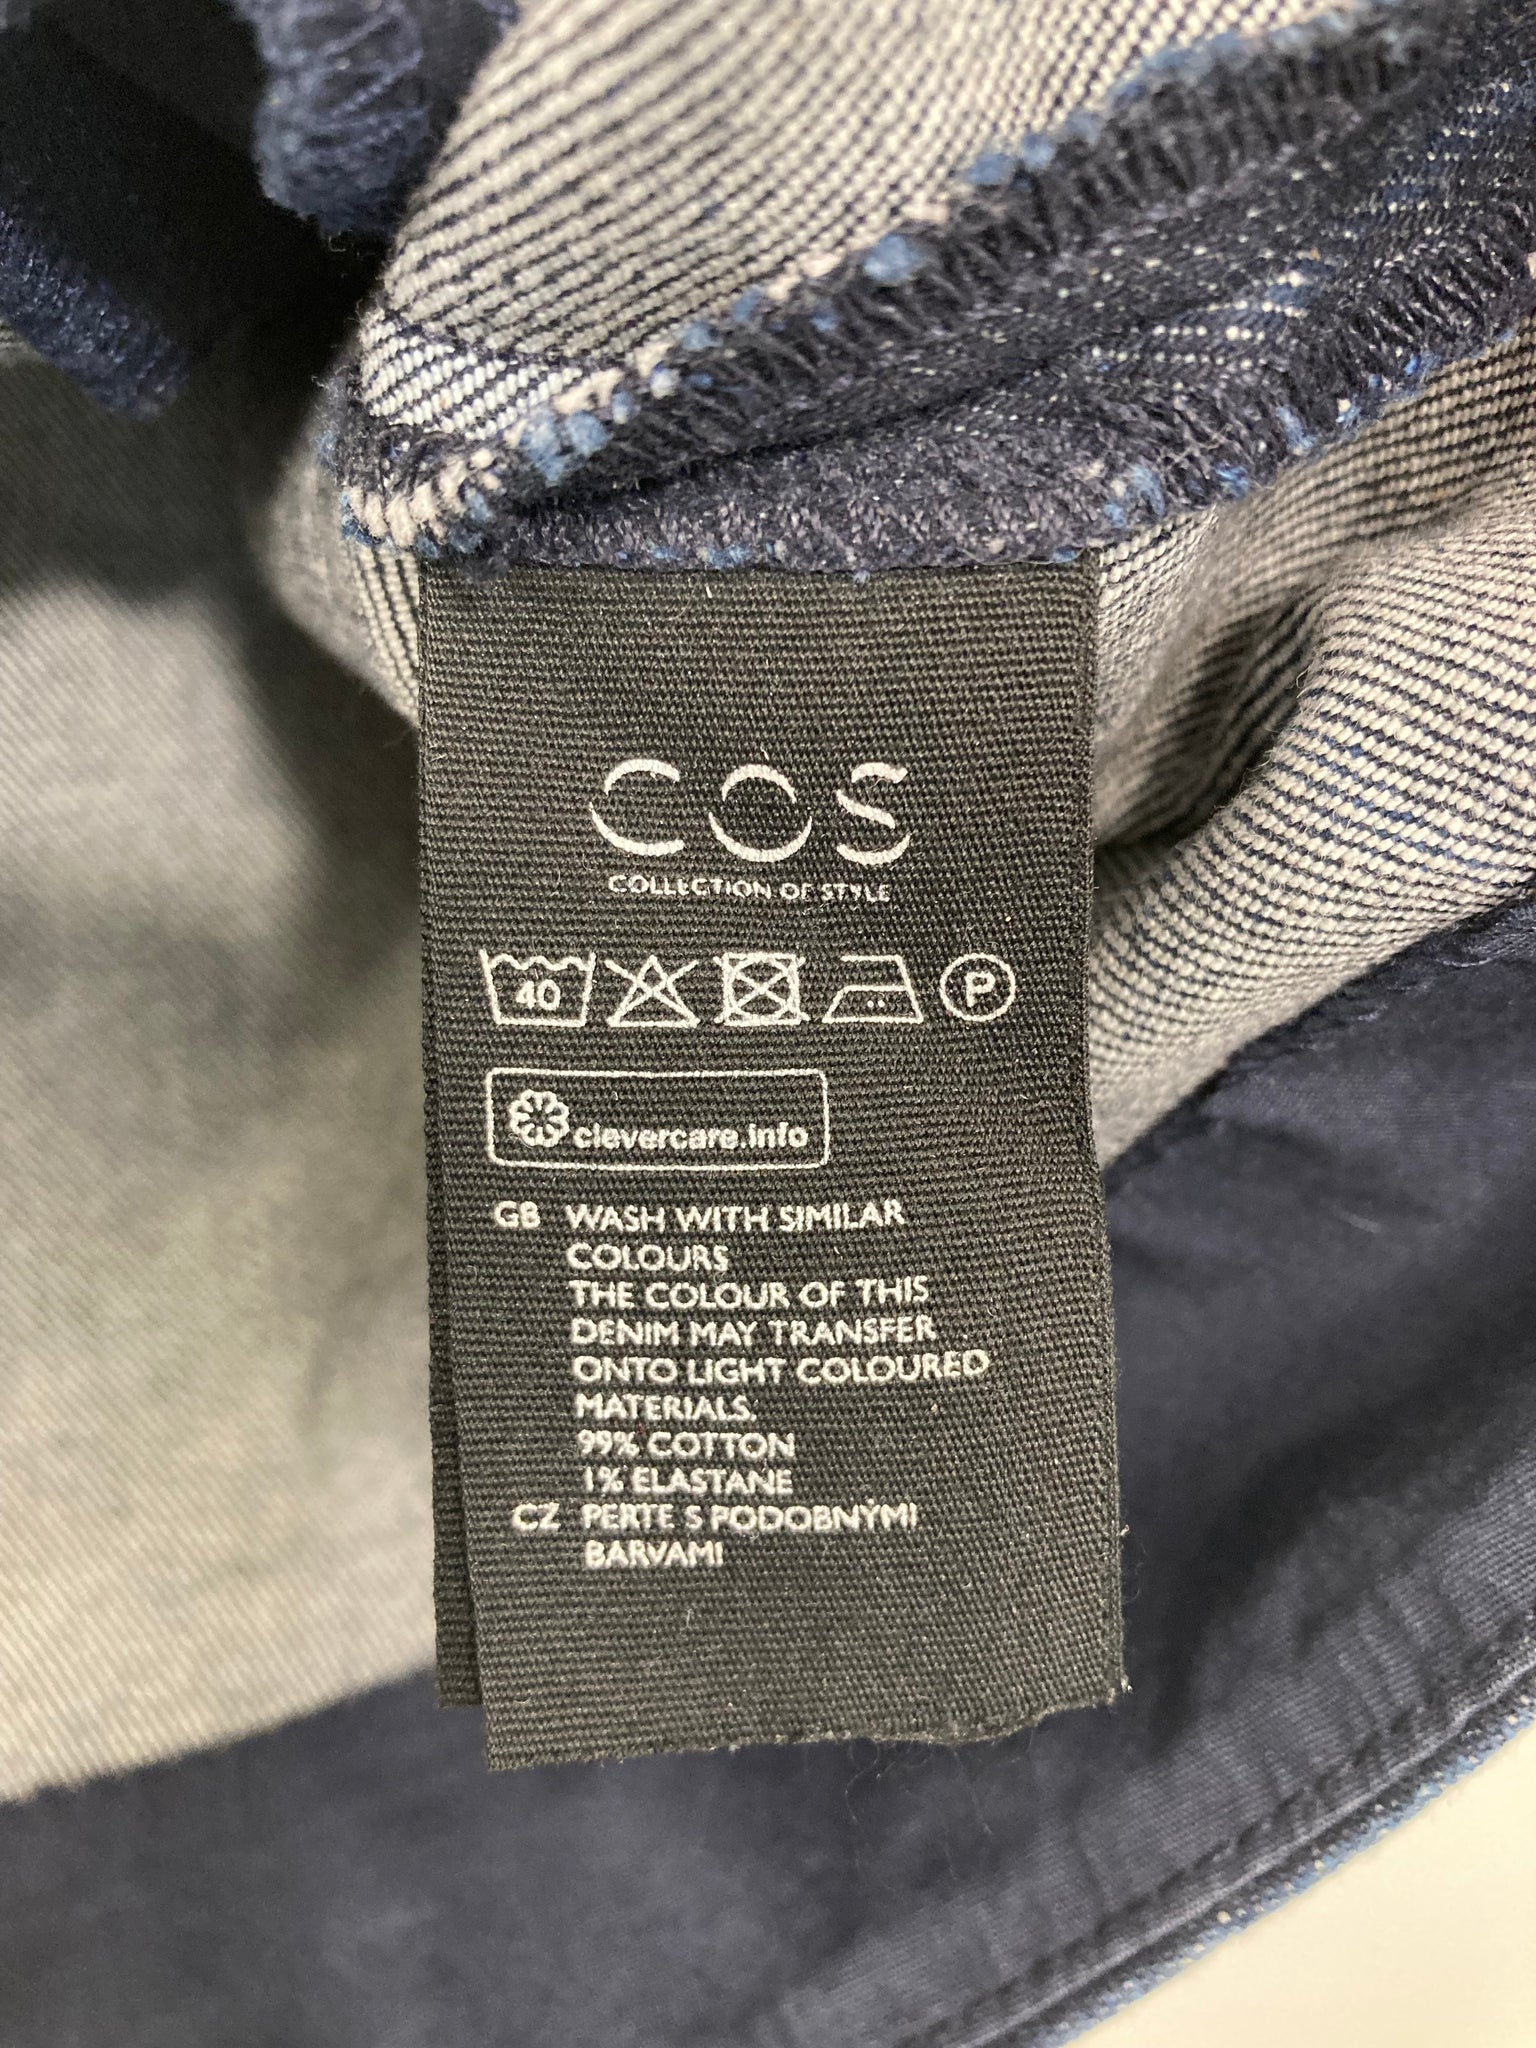 COS
COLLECTION OF STYLE
40 P
clevercare.info
GB WASH WITH SIMILAR
COLOURS
THE COLOUR OF THIS
DENIM MAY TRANSFER
ONTO LIGHT COLOURED
MATERIALS.
99% COTTON
1% ELASTANE
CZ PERTE S PODOBNÝMI
BARVAMI